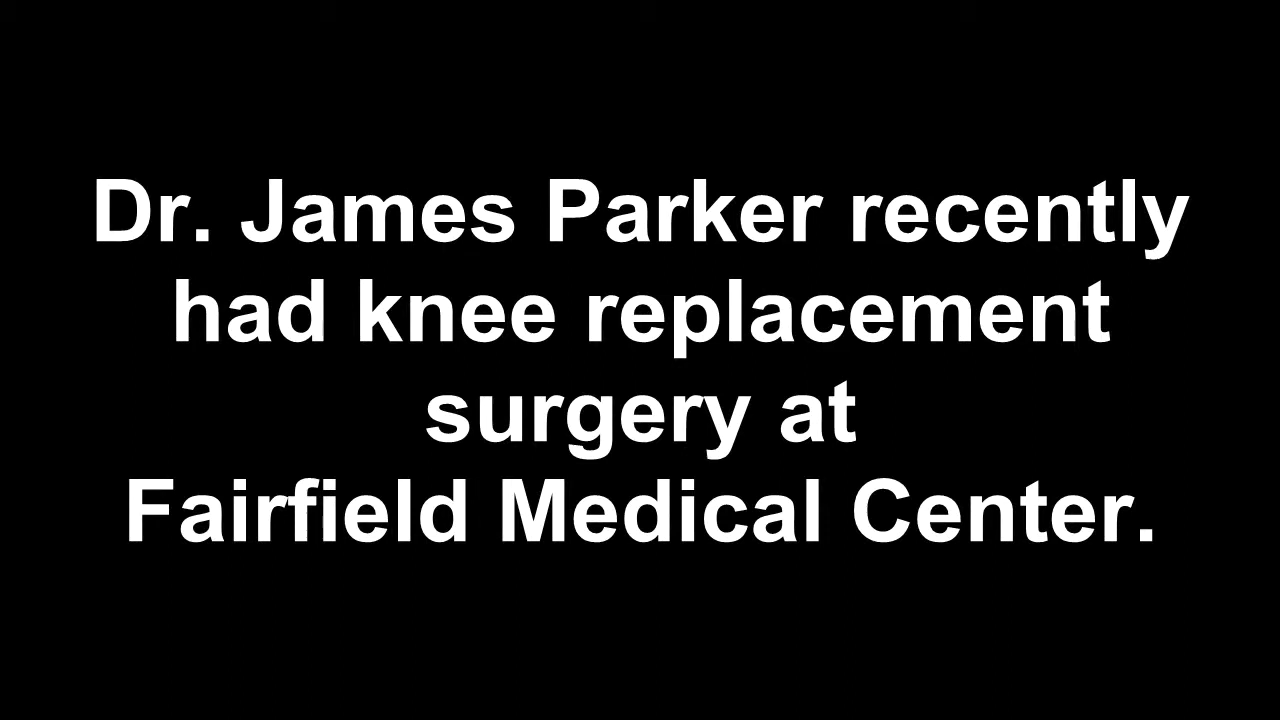 Dr. James Parker recently
had knee replacement
surgery at
Fairfield Medical Center.